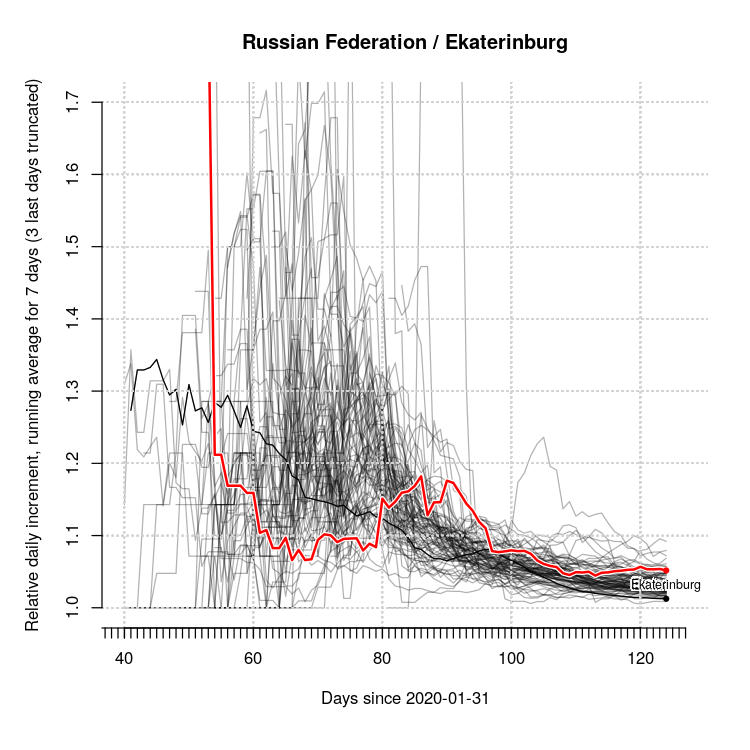 Russian Federation / Ekaterinburg
Relative daily increment, running average for 7 days (3 last days truncated)
1.7
1.6
1.5
1.4
1.3
1.2
1.1
1.0
Ekaterinburg
40 60 80 100 120
Days since 2020-01-31